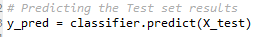 # Predicting the Test set results
y_pred = classifier.predict(X_test)